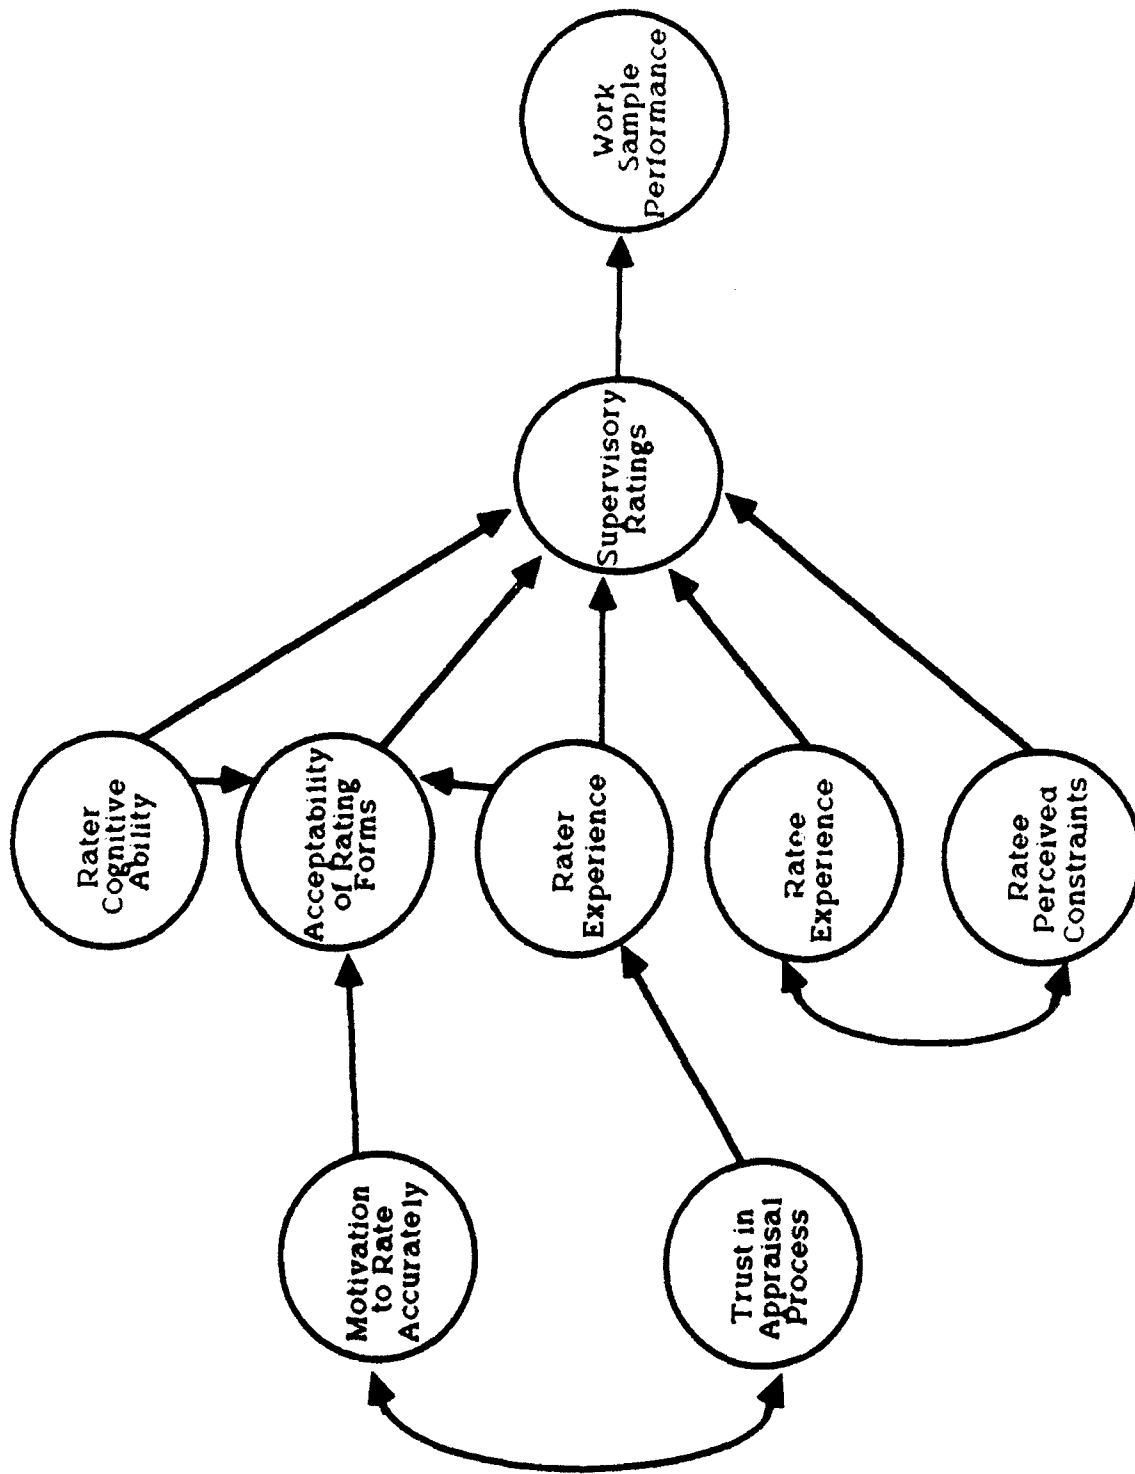 Motivation
to Rate
Accurately
Trust in
Appraisal
Process
Rater
Cognitive
Ability
Acceptability
of Rating
Forms
Rater
Experience
Ratee
Experience
Ratee
Perceived
Constraints
Supervisory
Ratings
Work
Sample
Performance